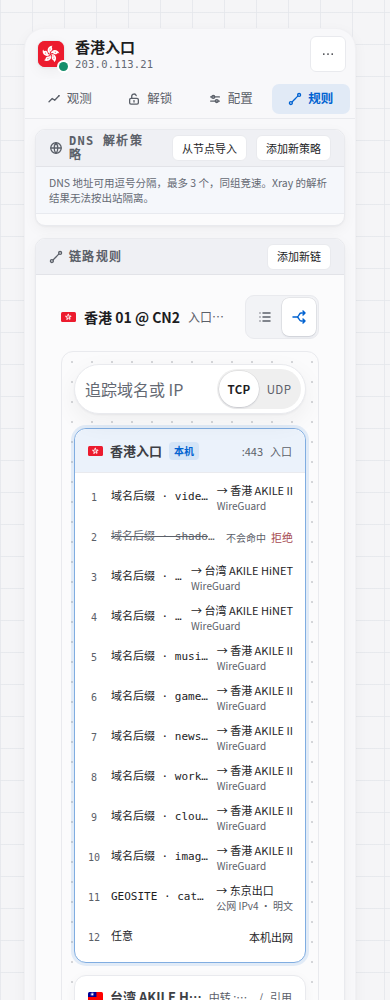 香港入口
203.0.113.21
···
观测
解锁
配置
规则
DNS 解析策略
从节点导入
添加新策略
DNS 地址可用逗号分隔，最多 3 个，同组竞速。Xray 的解析
结果无法按出站隔离。
链路规则
添加新链
香港 01 @ CN2 入口…
追踪域名或 IP
TCP
UDP
香港入口 本机 :443 入口
1 域名后缀 · vide… → 香港 AKILE II
WireGuard
2 域名后缀 · shado… 不会命中 拒绝
3 域名后缀 · … → 台湾 AKILE HiNET
WireGuard
4 域名后缀 · … → 台湾 AKILE HiNET
WireGuard
5 域名后缀 · musi… → 香港 AKILE II
WireGuard
6 域名后缀 · game… → 香港 AKILE II
WireGuard
7 域名后缀 · news… → 香港 AKILE II
WireGuard
8 域名后缀 · work… → 香港 AKILE II
WireGuard
9 域名后缀 · clou… → 香港 AKILE II
WireGuard
10 域名后缀 · imag… → 香港 AKILE II
WireGuard
11 GEOSITE · cat… → 东京出口
公网 IPv4 · 明文
12 任意 本机出网
台湾 AKILE H… 中转 :… / 引用